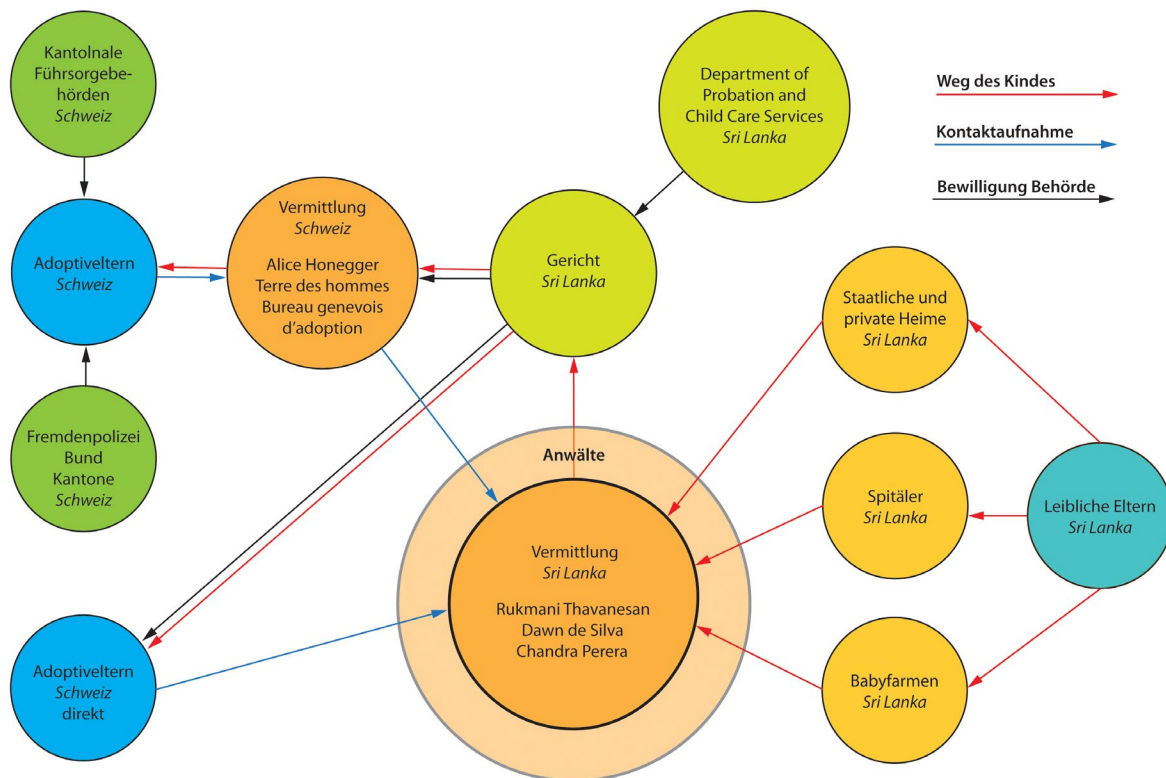 Kantolnale
Führsorgebe-
hörden
Schweiz
Department of
Probation and
Child Care Services
Sri Lanka
Weg des Kindes
Kontaktaufnahme
Bewilligung Behörde
Adoptiveltern
Schweiz
Vermittlung
Schweiz
Alice Honegger
Terre des hommes
Bureau genevois
d’adoption
Gericht
Sri Lanka
Staatliche und
private Heime
Sri Lanka
Fremdenpolizei
Bund
Kantone
Schweiz
Anwälte
Vermittlung
Sri Lanka
Rukmani Thavanesan
Dawn de Silva
Chandra Perera
Spitäler
Sri Lanka
Leibliche Eltern
Sri Lanka
Adoptiveltern
Schweiz
direkt
Babyfarmen
Sri Lanka